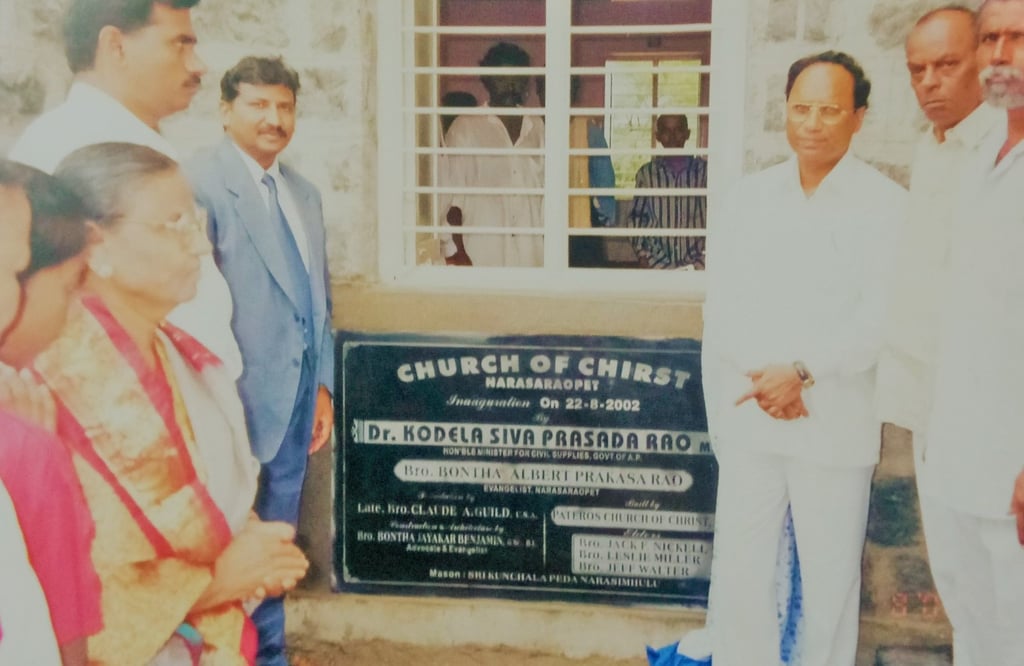 CHURCH OF CHIRST
NARASARAOPET
Inauguration On 22-8-2002
By
Dr. KODELA SIVA PRASADA RAO M
HON'BLE MINISTER FOR CIVIL SUPPLIES, GOVT OF A.P.
Bro. BONTHA ALBERT PRAKASA RAO
EVANGELIST, NARASARAOPET
Late. Bro. CLAUDE A. GUILD, U.S.A.
Construction & Supervision by
Bro. BONTHA JAYAKAR BENJAMIN,
Advocate & Evangelist
Built by
PATEROS CHURCH OF CHRIST,
Elders
Bro. JACK F. NICKELL
Bro. LESLIE MILLER
Bro. JEFF WALTER
Mason : SRI KUNCHALA PEDA NARASIMHULU